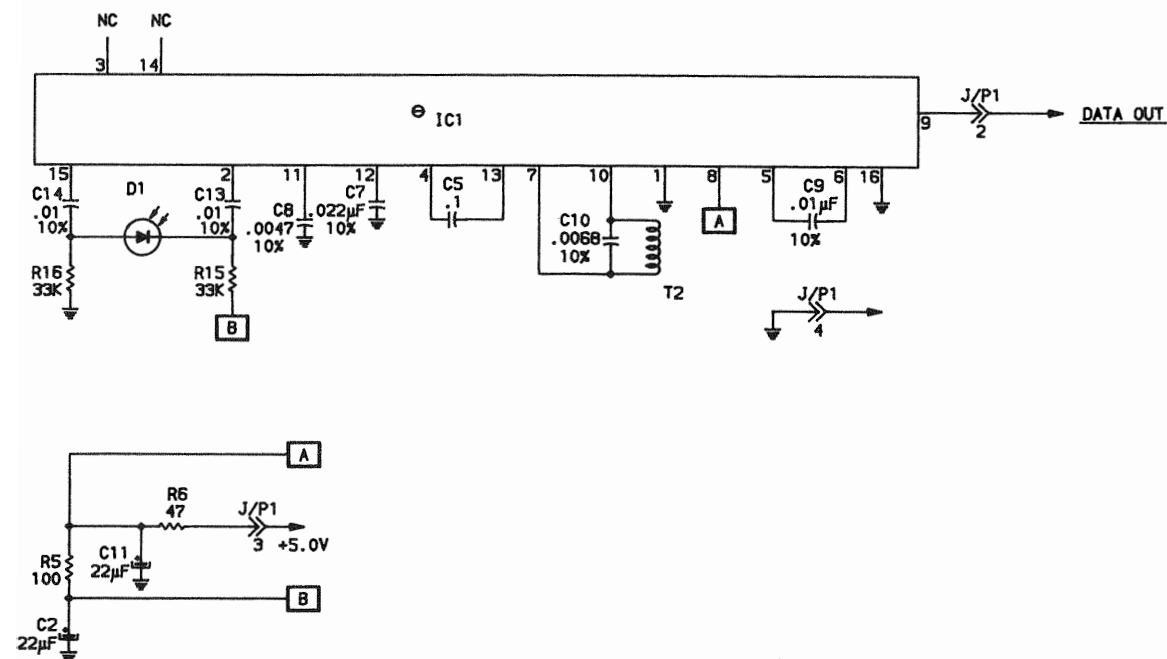 NC NC
3 14
IC1
9
J/P1
2
DATA OUT
15 2 11 12 4 13 7 10 1 8 5 6 16
C14
.01
10%
D1
C13
.01
10%
C8
.0047
10%
C7
.022µF
10%
C5
.1
C10
.0068
10%
T2
A
C9
.01µF
10%
R16
33K
R15
33K
B
J/P1
4
A
R6
47
J/P1
3 +5.0V
R5
100
C11
22µF
B
C2
22µF